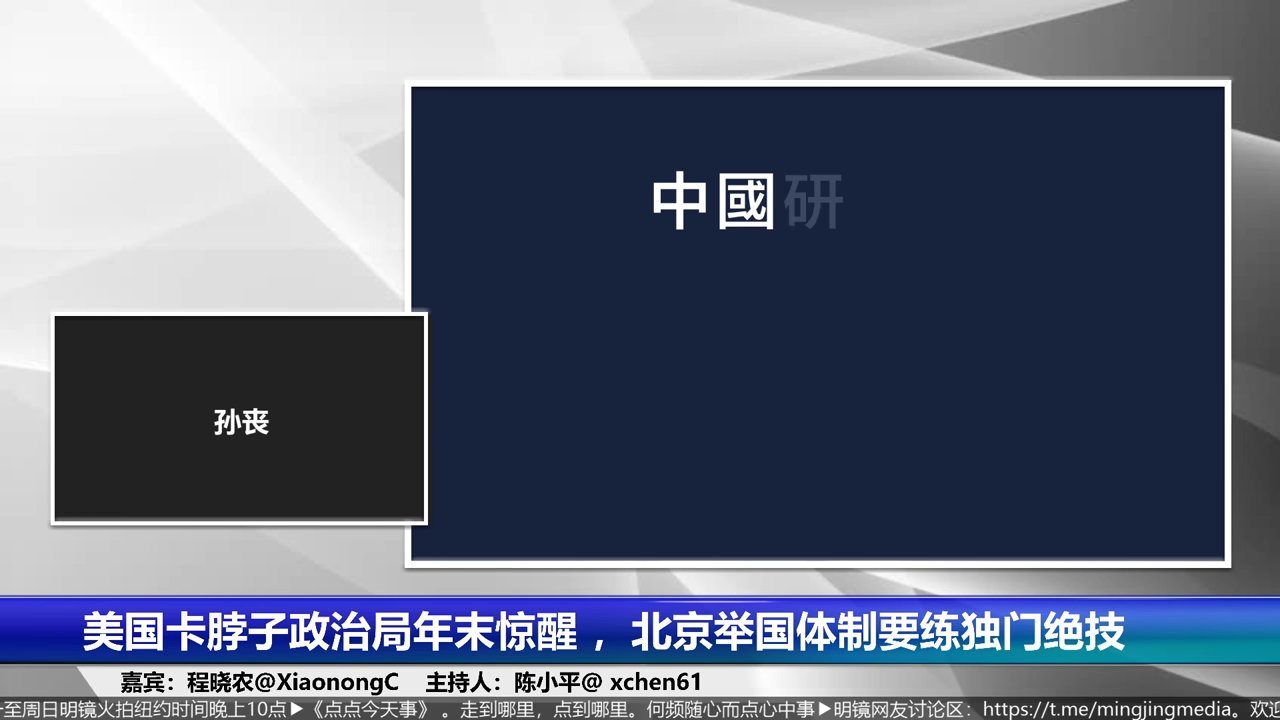 中國研
孙丧
美国卡脖子政治局年末惊醒，北京举国体制要练独门绝技
嘉宾：程晓农@XiaonongC 主持人：陈小平@ xchen61
至周日明镜火拍纽约时间晚上10点▶《点点今天事》。走到哪里，点到哪里。何频随心而点心中事▶明镜网友讨论区：https://t.me/mingjingmedia。欢迎